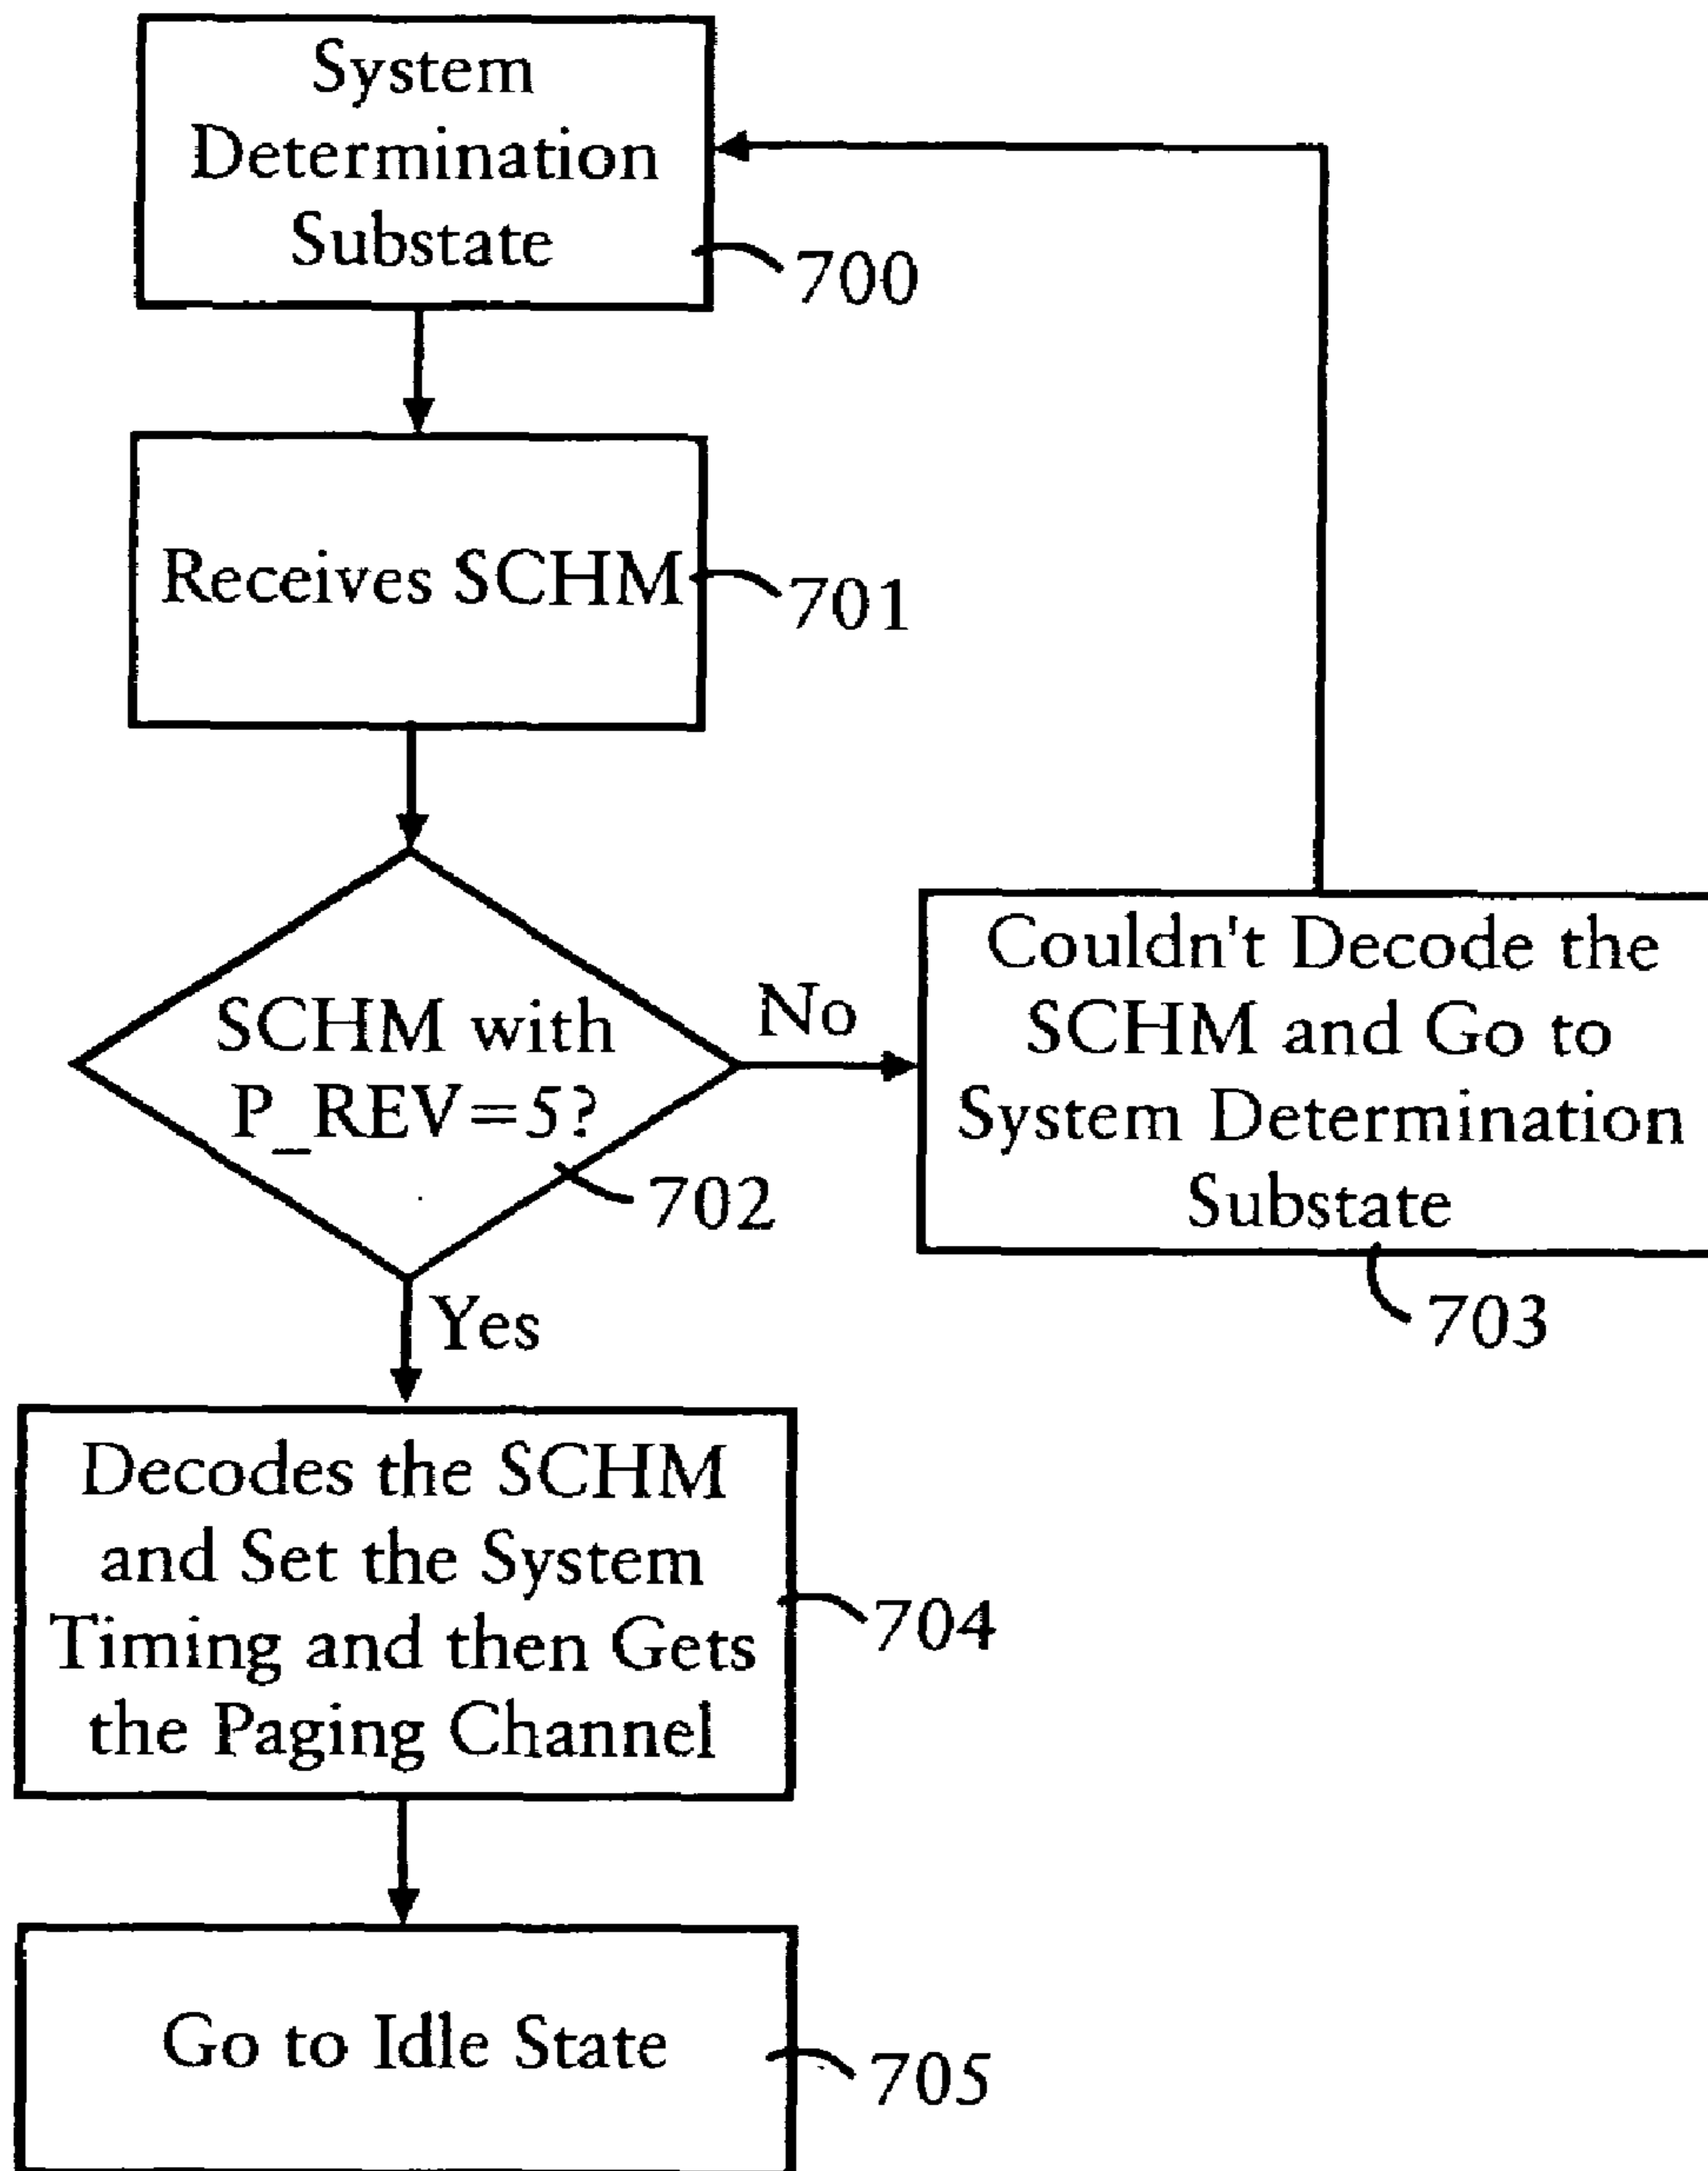 System
Determination
Substate
700
Receives SCHM
701
SCHM with
P_REV=5?
702
No
Couldn't Decode the
SCHM and Go to
System Determination
Substate
703
Yes
Decodes the SCHM
and Set the System
Timing and then Gets
the Paging Channel
704
Go to Idle State
705